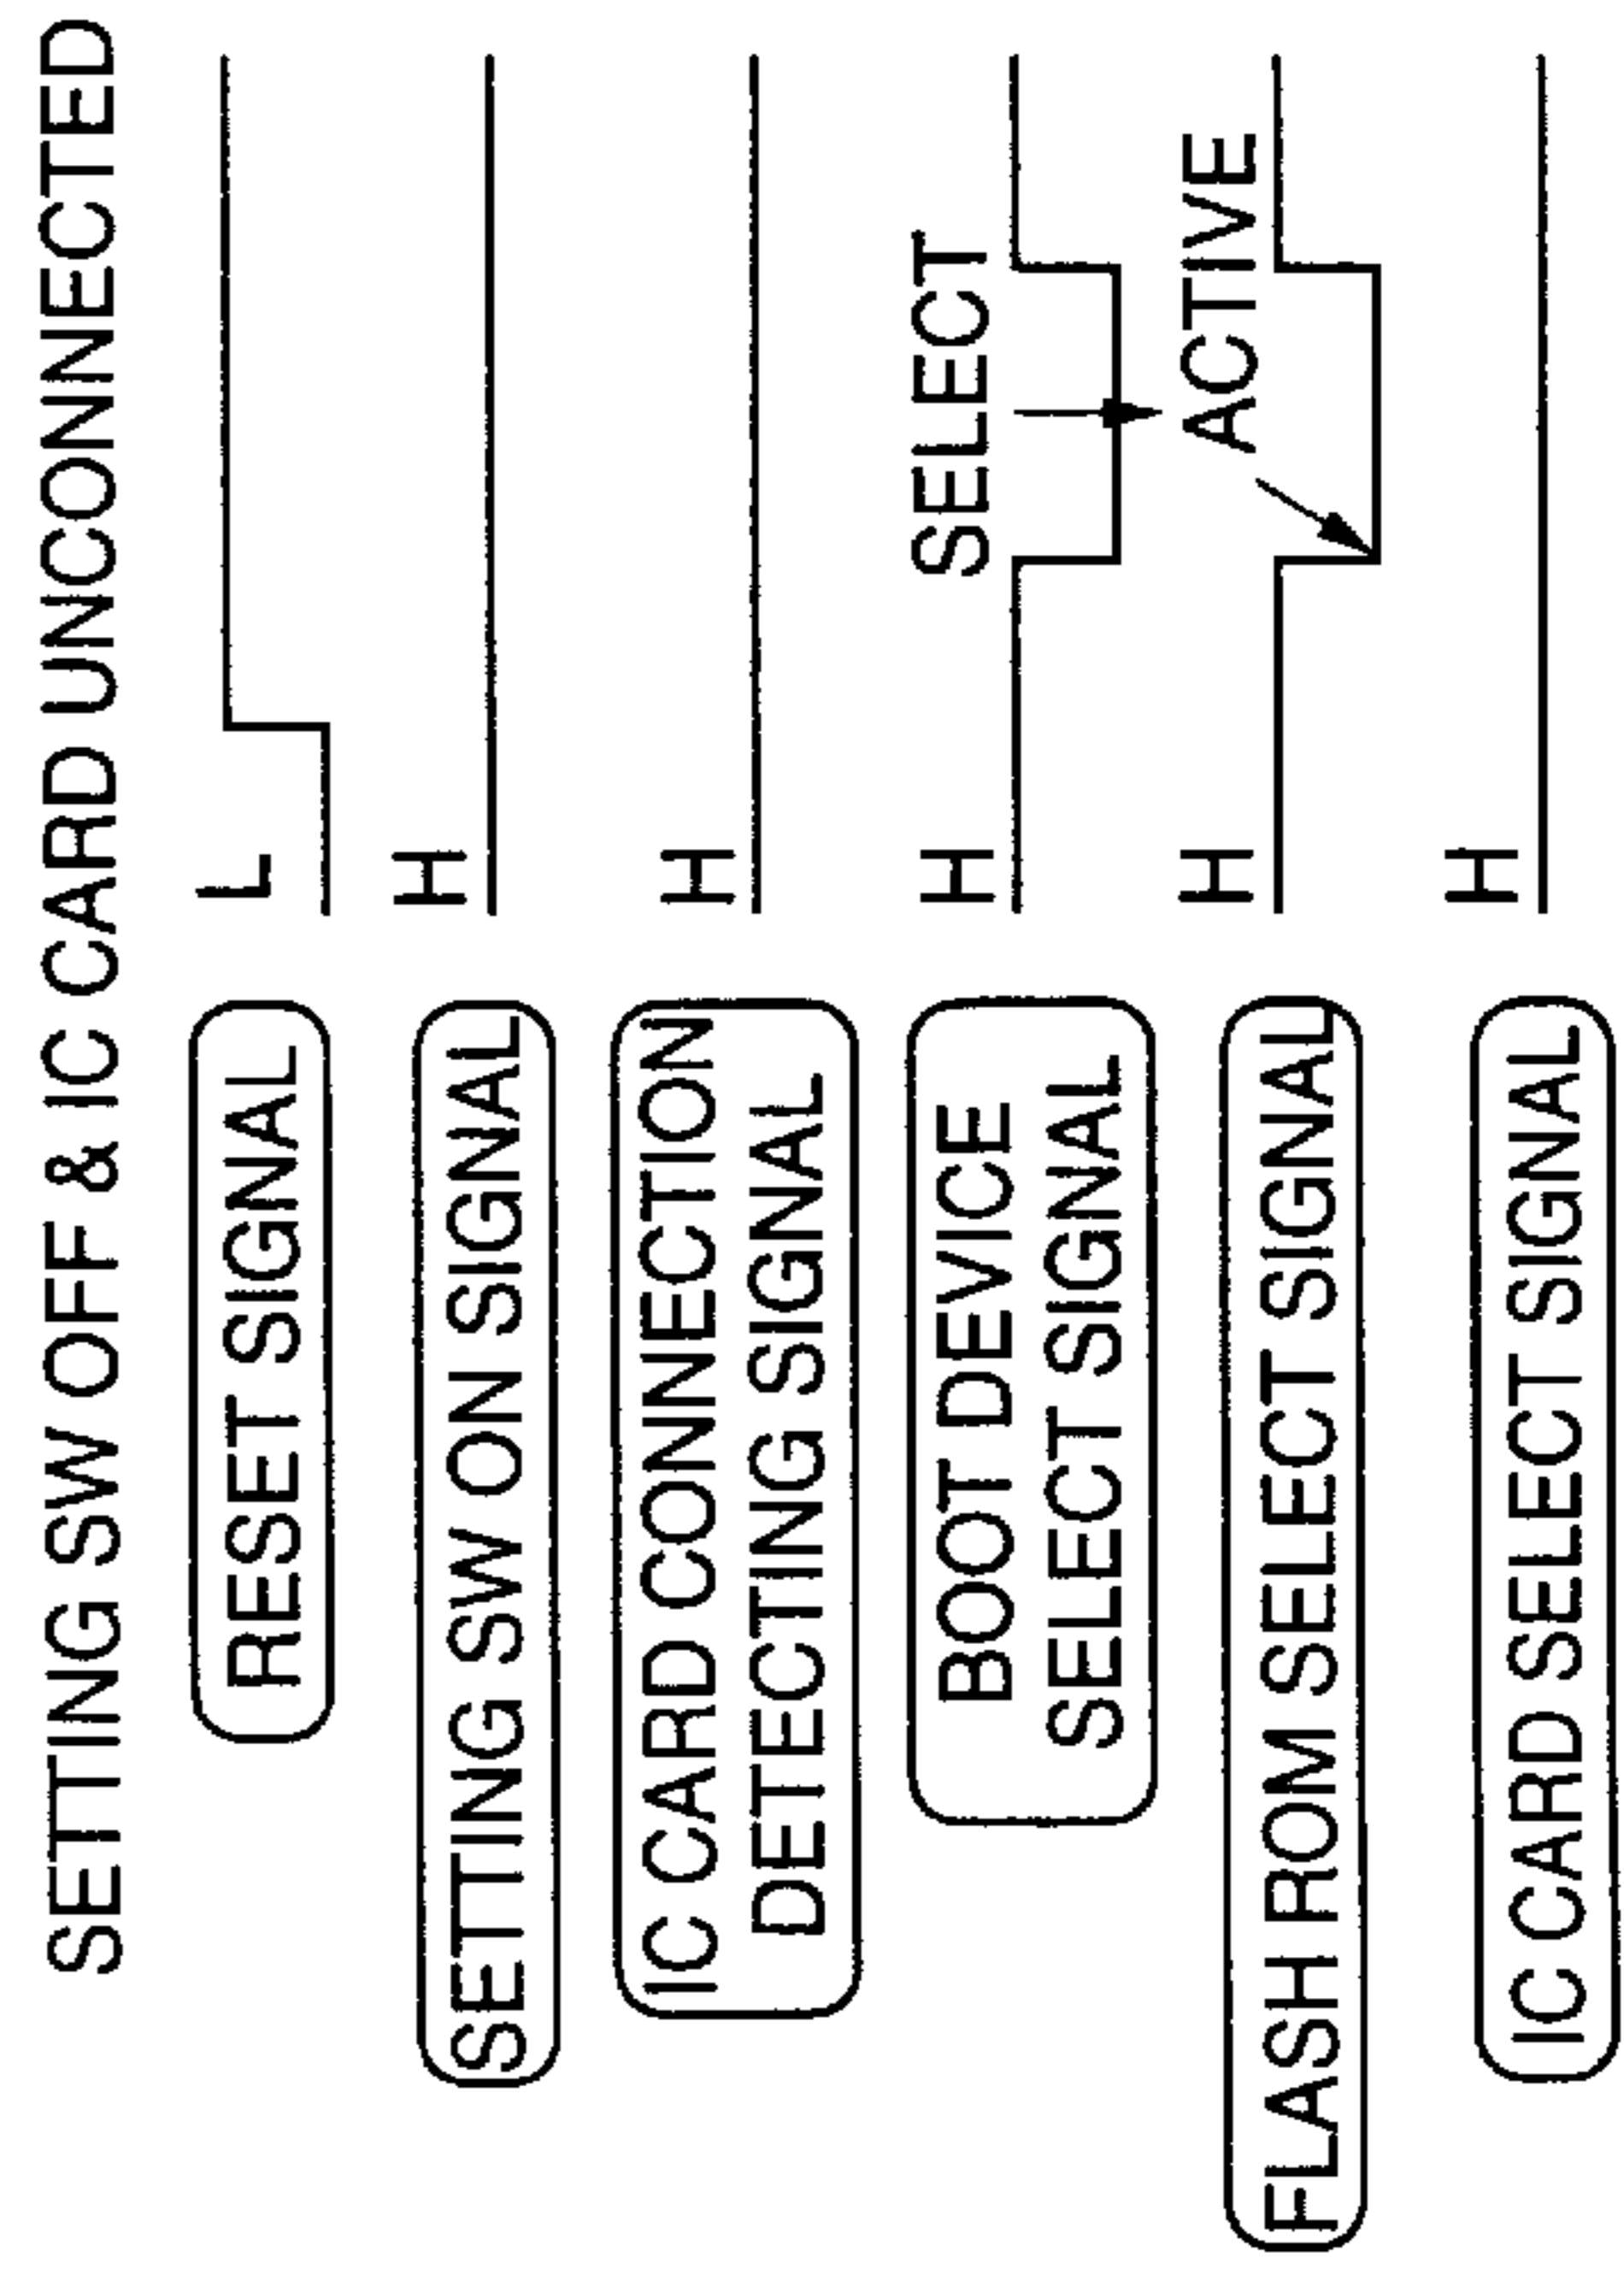 SETTING SW OFF & IC CARD UNCONNECTED
RESET SIGNAL
L
SETTING SW ON SIGNAL
H
IC CARD CONNECTION
DETECTING SIGNAL
H
BOOT DEVICE
SELECT SIGNAL
H
SELECT
FLASH ROM SELECT SIGNAL
H
ACTIVE
IC CARD SELECT SIGNAL
H